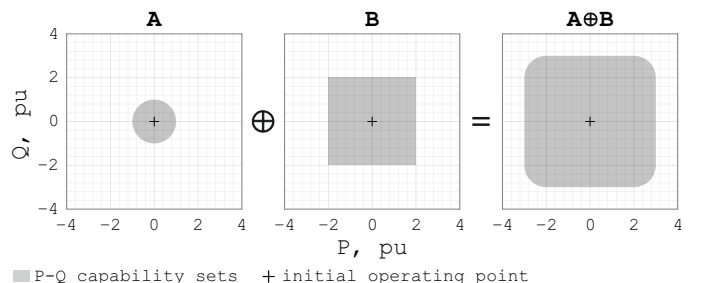 A B A⊕B
4
2
0
−2
−4
Q, pu
⊕ =
−4 −2 0 2 4 −4 −2 0 2 4 −4 −2 0 2 4
P, pu
P-Q capability sets + initial operating point